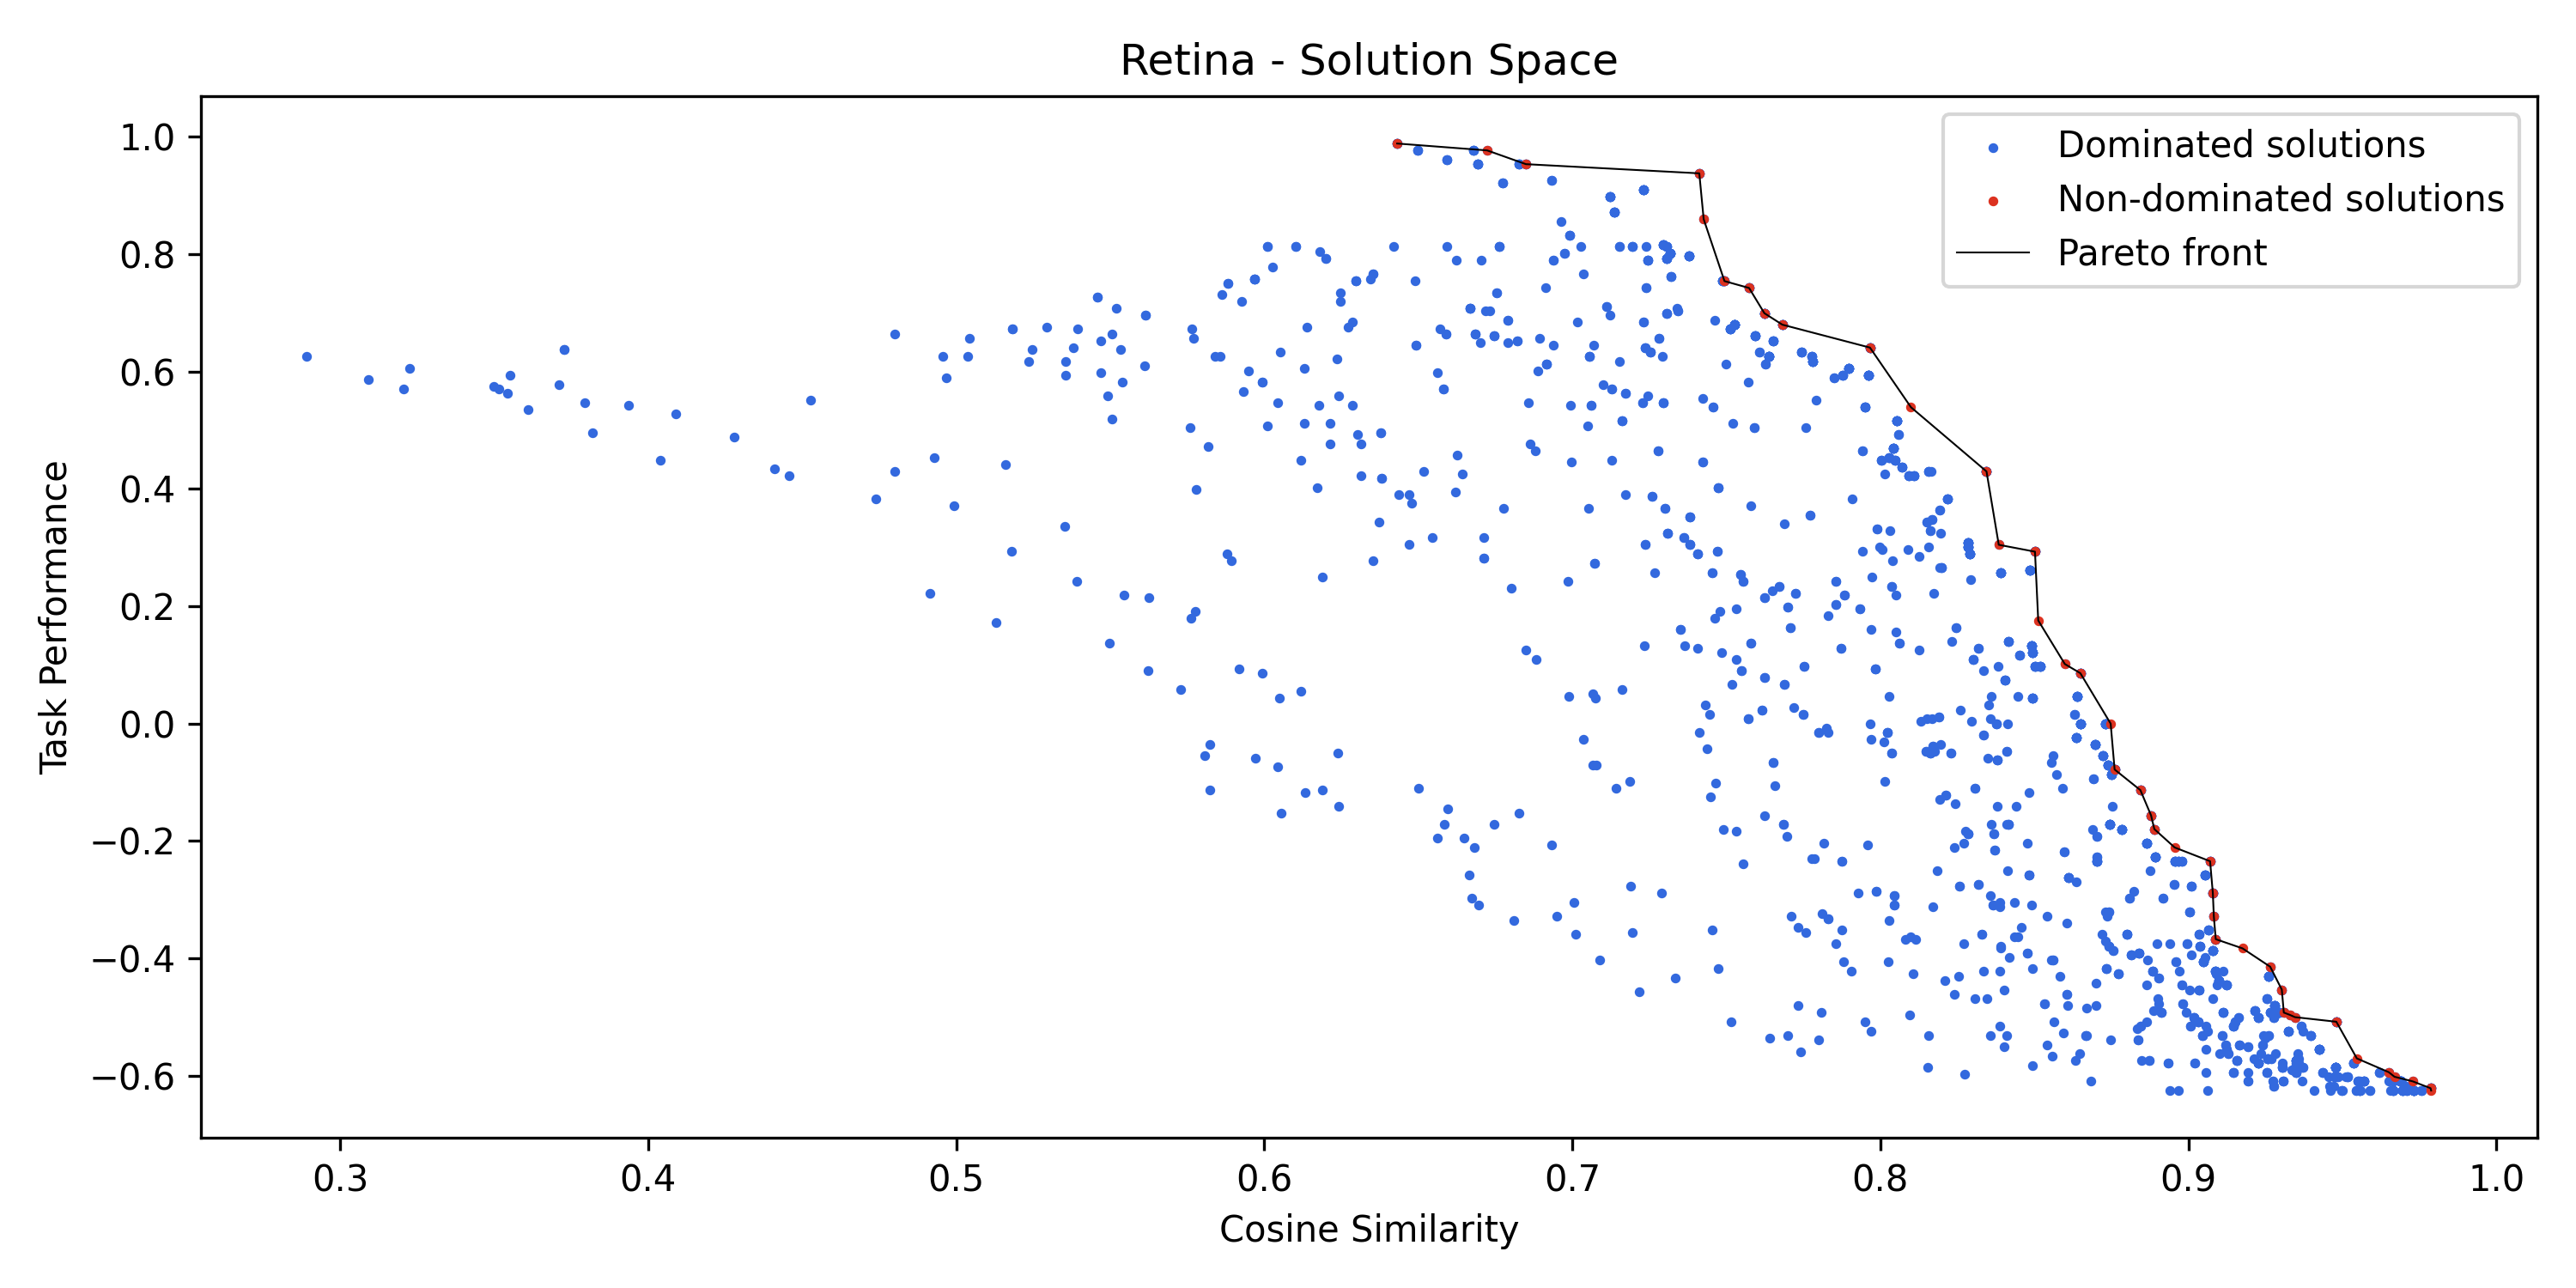 Retina - Solution Space
Dominated solutions
Non-dominated solutions
Pareto front
Task Performance
1.0
0.8
0.6
0.4
0.2
0.0
−0.2
−0.4
−0.6
0.3 0.4 0.5 0.6 0.7 0.8 0.9 1.0
Cosine Similarity